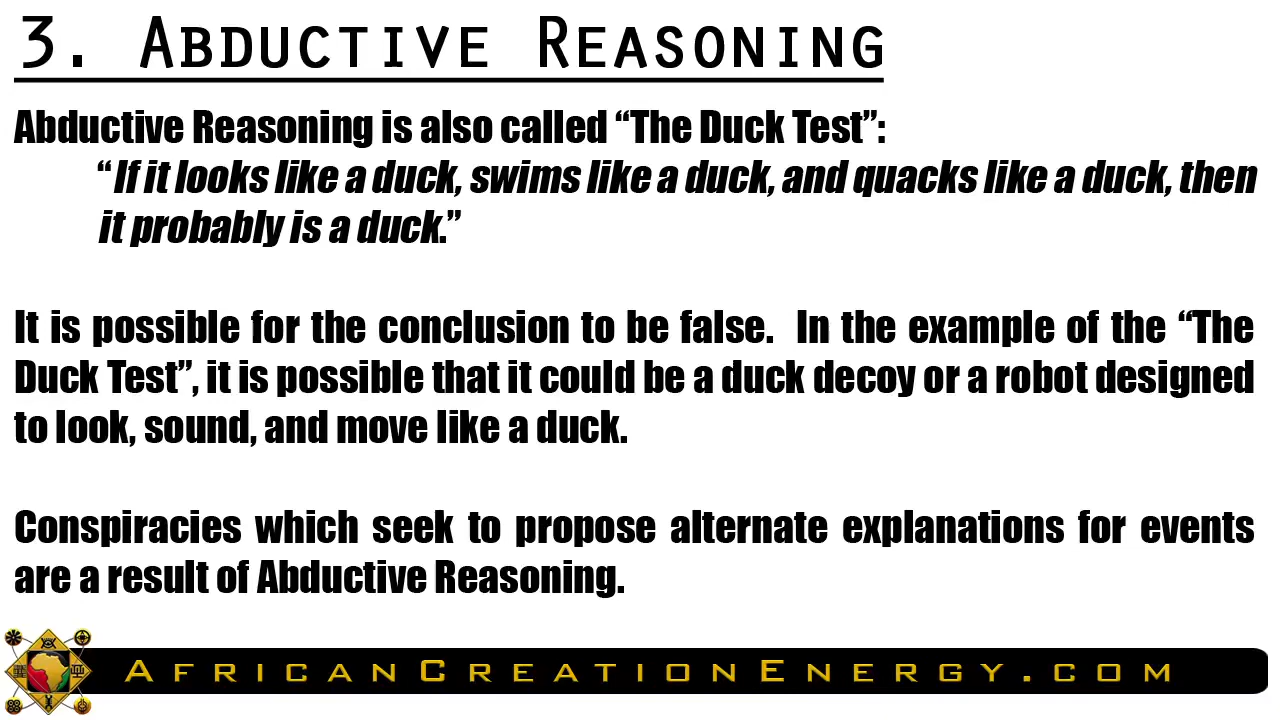 3. ABDUCTIVE REASONING
Abductive Reasoning is also called “The Duck Test”:
“If it looks like a duck, swims like a duck, and quacks like a duck, then
it probably is a duck.”
It is possible for the conclusion to be false. In the example of the “The
Duck Test”, it is possible that it could be a duck decoy or a robot designed
to look, sound, and move like a duck.
Conspiracies which seek to propose alternate explanations for events
are a result of Abductive Reasoning.
AFRICANCREATIONENERGY.COM